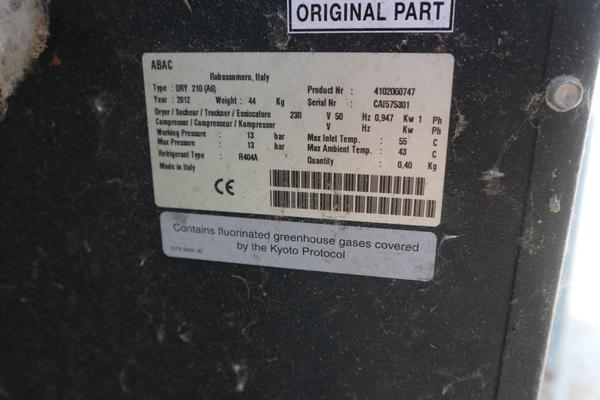 ORIGINAL PART
ABAC
Robassomero, Italy
Type : DRY 210 (A6) Product Nr : 4102000747
Year : 2012 Weight : 44 Kg Serial Nr : CAI575301
Dryer / Secheur / Trockner / Essiccatore 230 V 50 Hz 0,947 Kw 1 Ph
Compressor / Compresseur / Kompressor V Hz Kw Ph
Working Pressure : 13 bar Max Inlet Temp. : 55 C
Max Pressure : 13 bar Max Ambient Temp. : 43 C
Refrigerant Type : R404A Quantity : 0,40 Kg
Made in Italy
CE
Contains fluorinated greenhouse gases covered
by the Kyoto Protocol